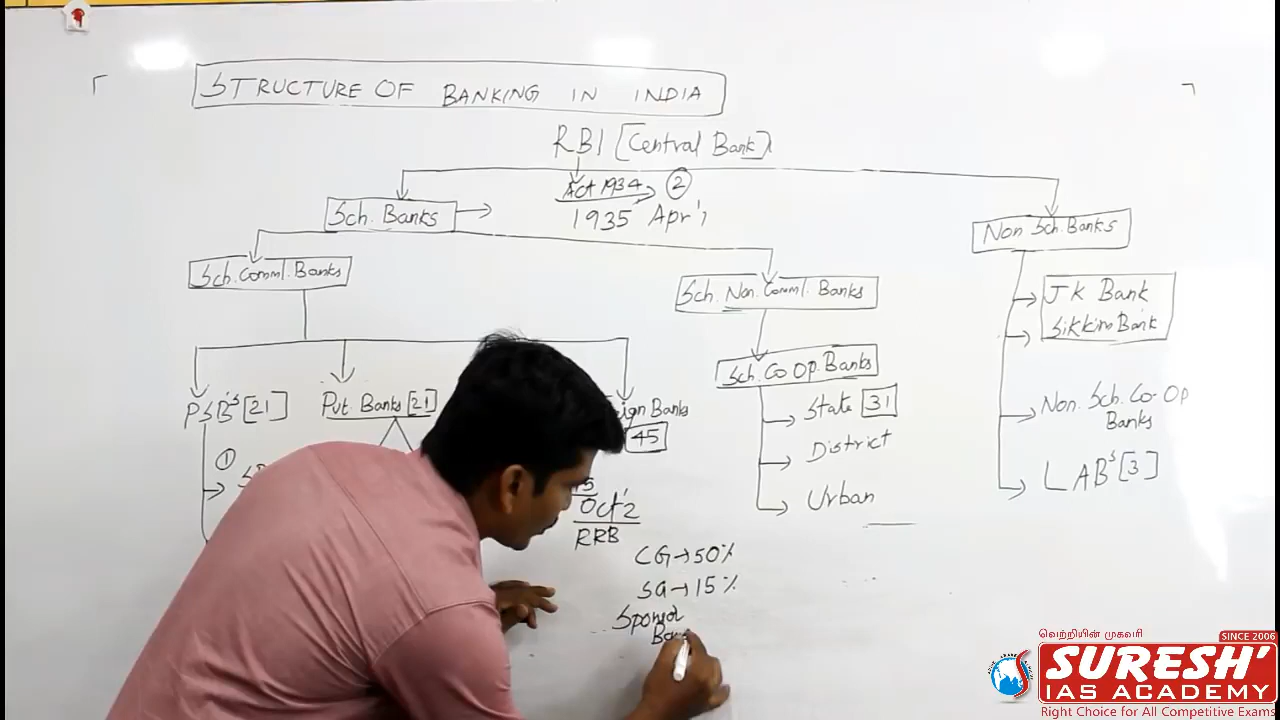 STRUCTURE OF BANKING IN INDIA
RBI [Central Bank]
Act 1934 → ②
1935 Apr'1
Sch. Banks →
Non Sch. Banks
Sch. Comml. Banks
Sch. Non. Comml. Banks
JK Bank
Sikkim Bank
Sch. Co Op. Banks
PSB's [21]
Pvt. Banks [21]
Banks
45
State 31
Non. Sch. Co-Op
Banks
District
①
LAB's [3]
Urban
Oct'2
RRB
CG → 50%
SG → 15%
Sponsor
வெற்றியின் முகவரி
SINCE 2006
SURESH'
IAS ACADEMY
Right Choice for All Competitive Exams